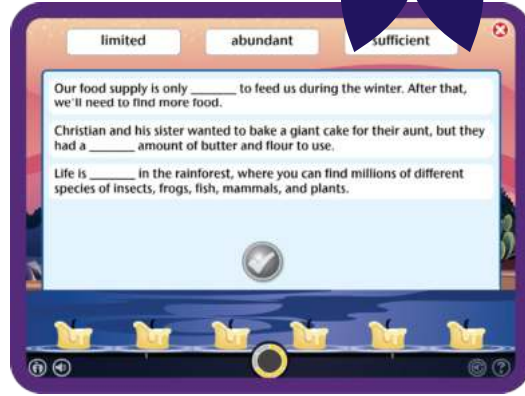 limited
abundant
sufficient
Our food supply is only _______ to feed us during the winter. After that,
we'll need to find more food.
Christian and his sister wanted to bake a giant cake for their aunt, but they
had a _______ amount of butter and flour to use.
Life is _______ in the rainforest, where you can find millions of different
species of insects, frogs, fish, mammals, and plants.